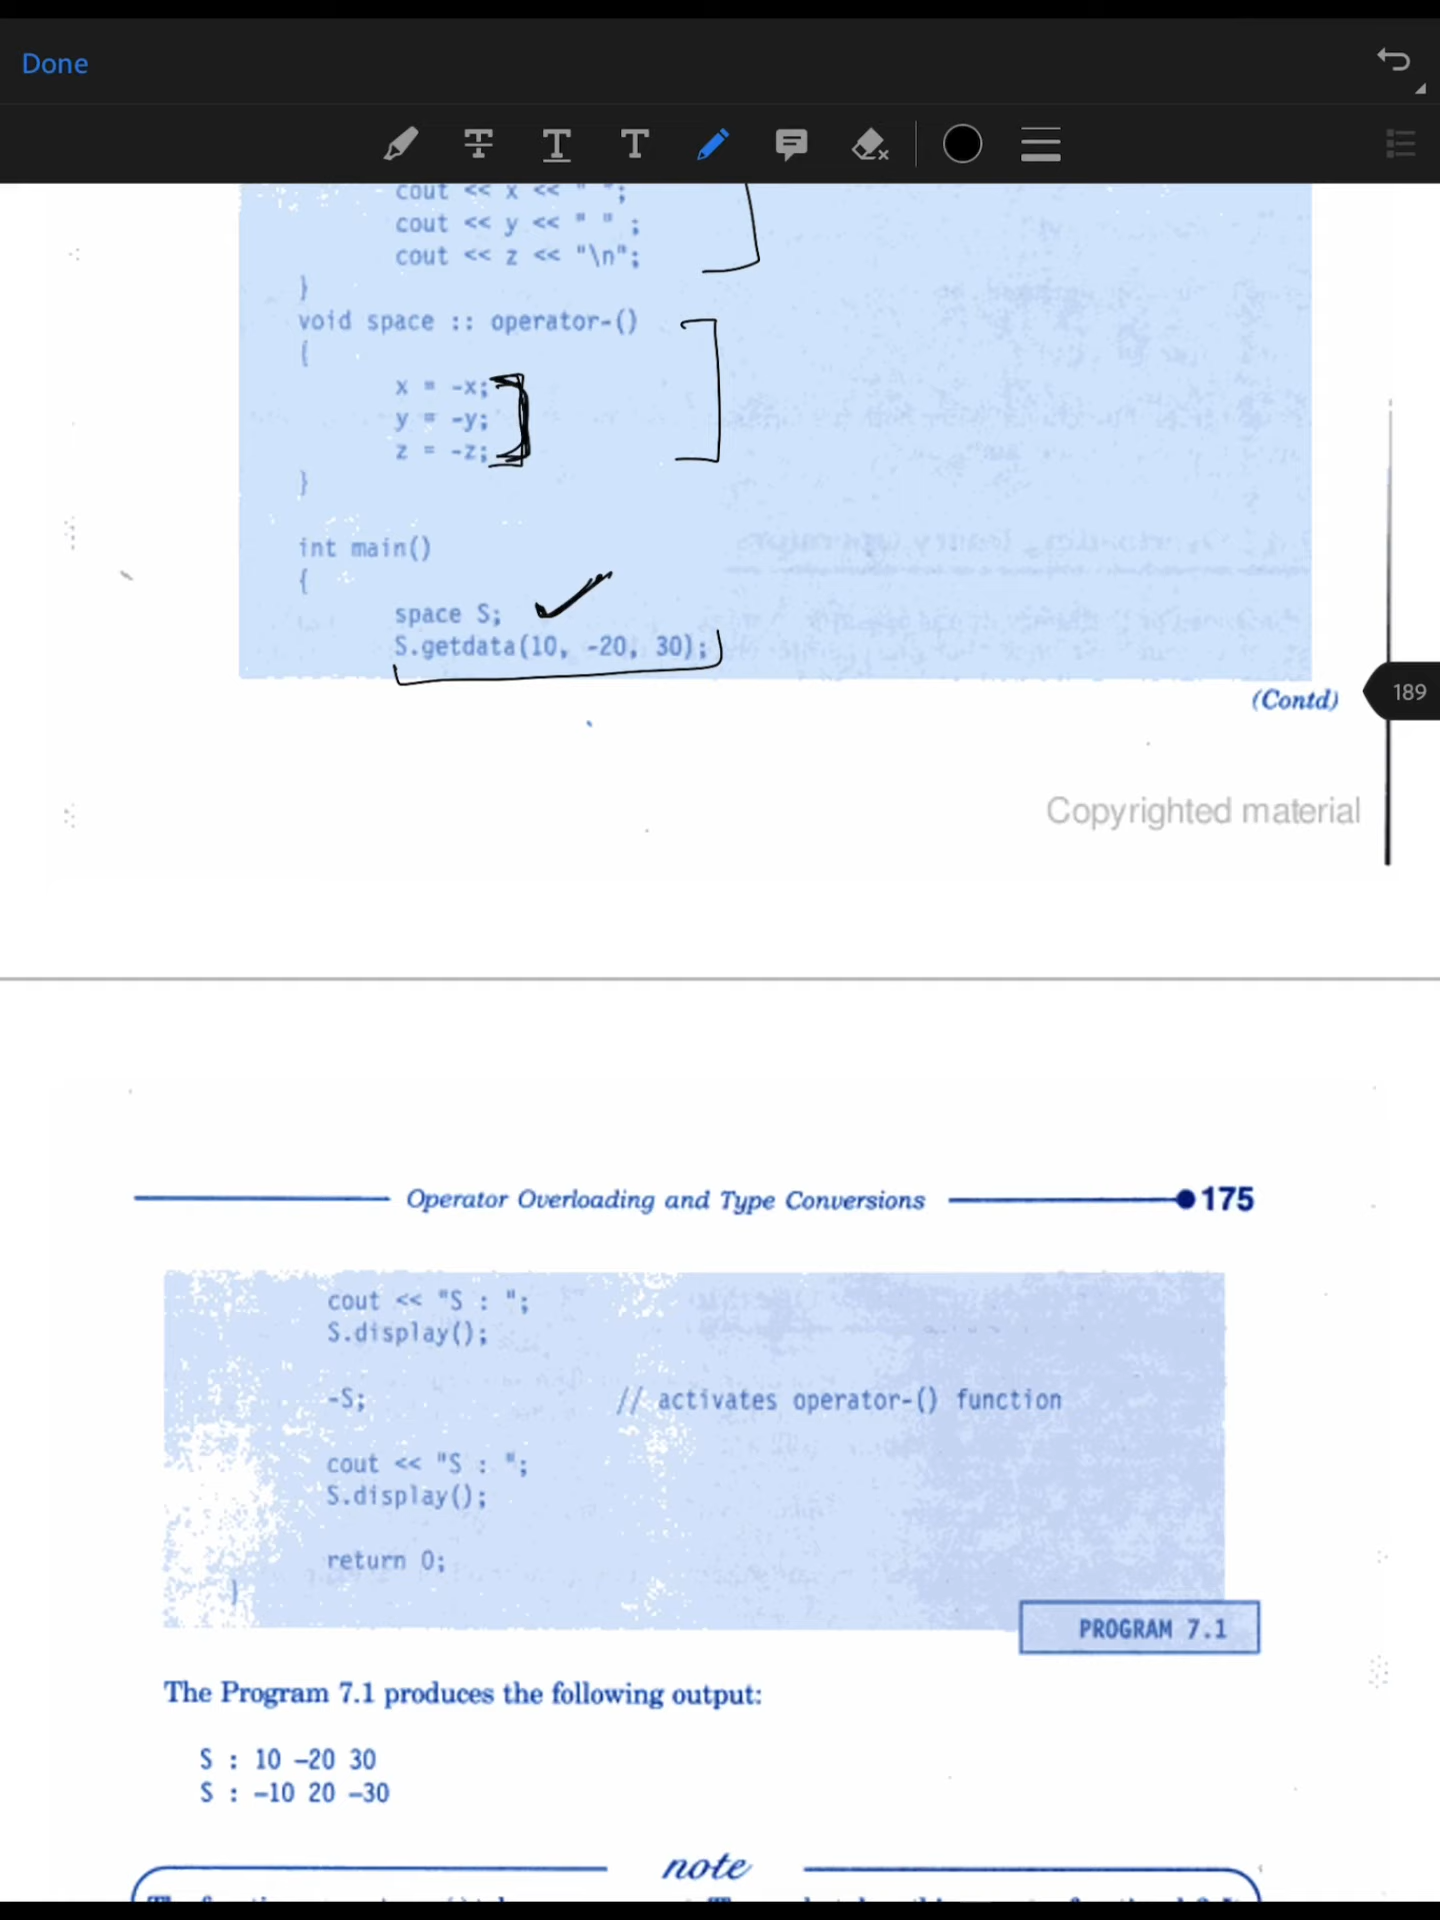 Done
cout << x << " ";
cout << y << " " ;
cout << z << "\n";
}
void space :: operator-()
{
x = -x;
y = -y;
z = -z;
}
int main()
{
space S;
S.getdata(10, -20, 30);
(Contd)
189
Copyrighted material
Operator Overloading and Type Conversions 175
cout << "S : ";
S.display();
-S; // activates operator-() function
cout << "S : ";
S.display();
return 0;
}
PROGRAM 7.1
The Program 7.1 produces the following output:
S : 10 –20 30
S : –10 20 –30
note